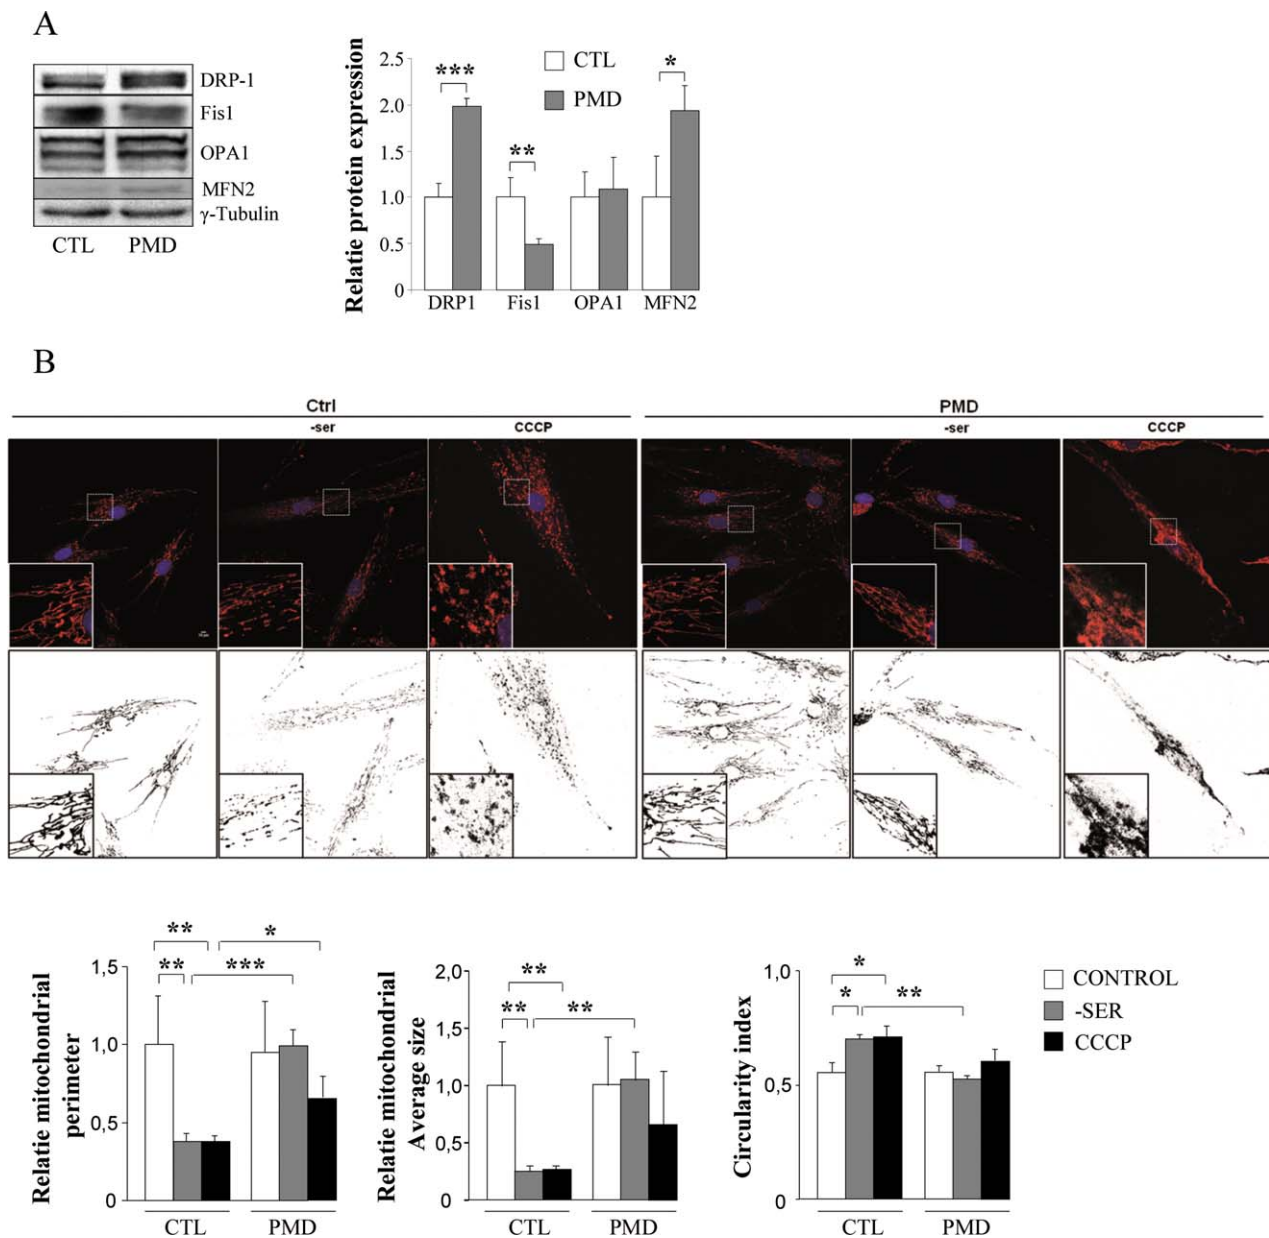 A
DRP-1
Fis1
OPA1
MFN2
γ-Tubulin
CTL PMD
Relatie protein expression
2.5
2.0
1.5
1.0
0.5
0
CTL
PMD
***
**
*
DRP1 Fis1 OPA1 MFN2
B
Ctrl
-ser CCCP
PMD
-ser CCCP
Relatie mitochondrial
perimeter
1,5
1,0
0,5
0
** *
** ***
CTL PMD
Relatie mitochondrial
Average size
2,0
1,5
1,0
0,5
0
**
** **
CTL PMD
Circularity index
1,0
0,5
0,0
*
* **
CTL PMD
CONTROL
-SER
CCCP